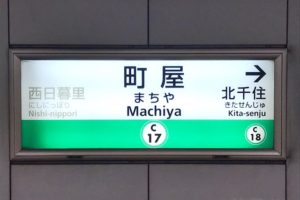 町屋
まちや
Machiya
C
17
西日暮里
にしにっぽり
Nishi-nippori
→
北千住
きたせんじゅ
Kita-senju
C
18